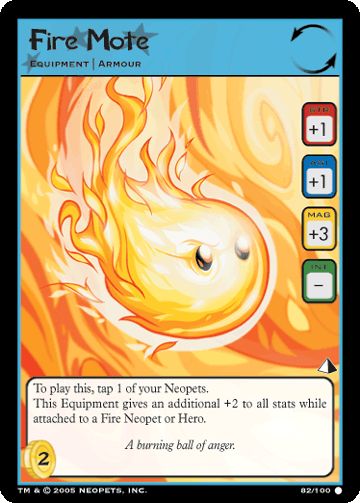 Fire Mote
Equipment | Armour
STR
+1
AGI
+1
MAG
+3
INT
–
To play this, tap 1 of your Neopets.
This Equipment gives an additional +2 to all stats while
attached to a Fire Neopet or Hero.
A burning ball of anger.
2
TM & © 2005 NEOPETS, INC.
82/100